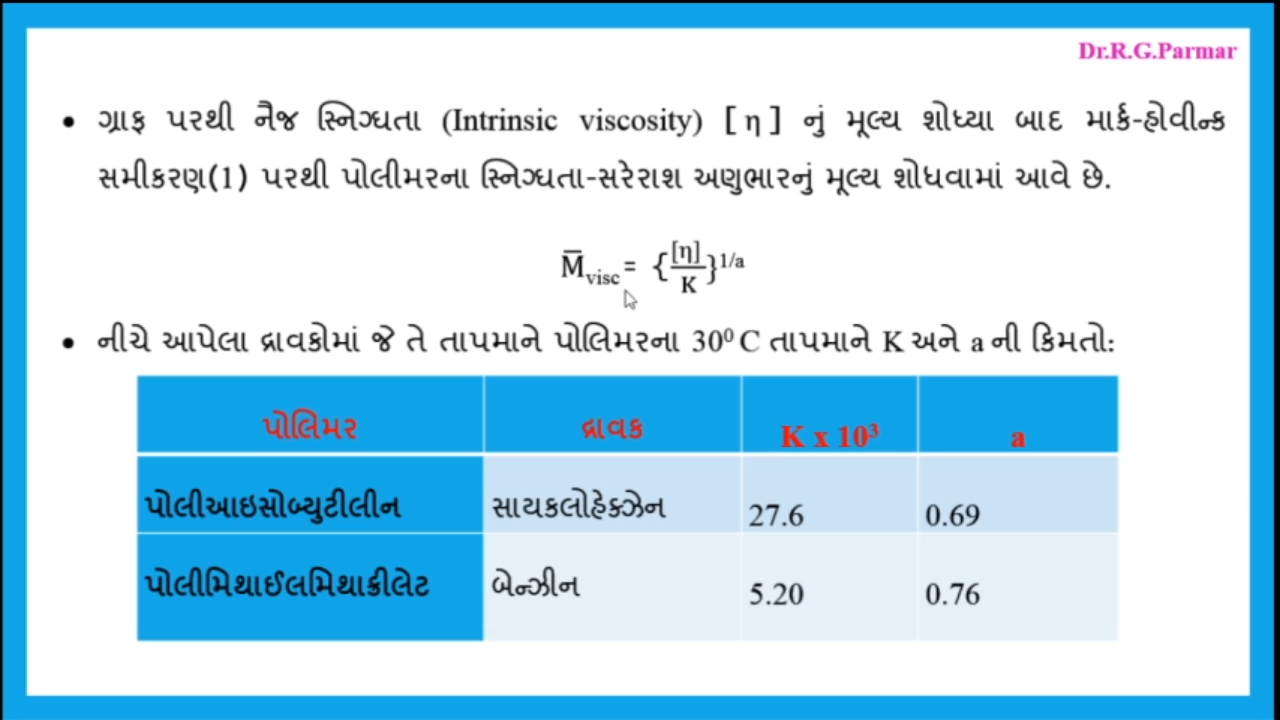 Dr.R.G.Parmar
• ગ્રાફ પરથી નૈજ સ્નિગ્ધતા (Intrinsic viscosity) [ η ] નું મૂલ્ય શોધ્યા બાદ માર્ક-હોવીન્ક
સમીકરણ(1) પરથી પોલીમરના સ્નિગ્ધતા-સરેરાશ અણુભારનું મૂલ્ય શોધવામાં આવે છે.
M̅visc = {[η]/K}^1/a
• નીચે આપેલા દ્રાવકોમાં જે તે તાપમાને પોલિમરના 30⁰ C તાપમાને K અને a ની કિમતો:
પોલિમર દ્રાવક K x 10³ a
પોલીઆઇસોબ્યુટીલીન સાયકલોહેક્ઝેન 27.6 0.69
પોલીમિથાઈલમિથાક્રીલેટ બેન્ઝીન 5.20 0.76